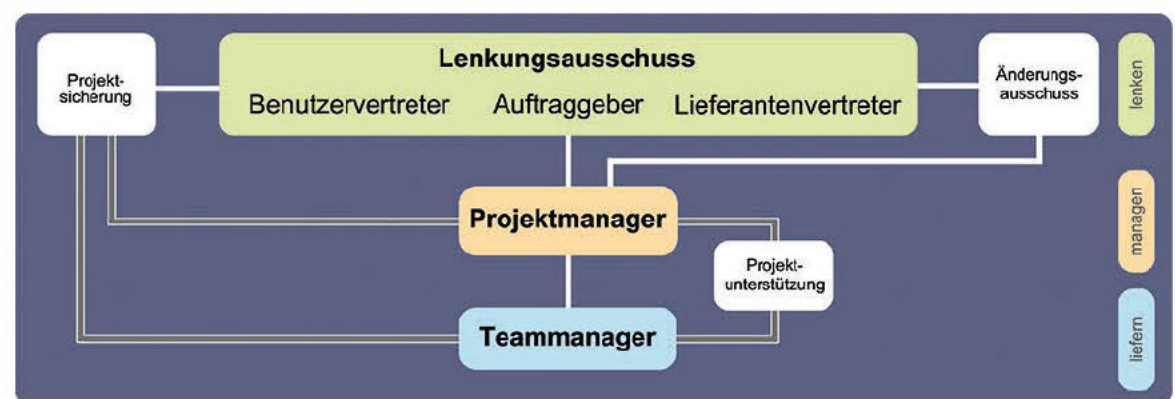 Lenkungsausschuss
Benutzervertreter Auftraggeber Lieferantenvertreter
Projekt-
sicherung
Änderungs-
ausschuss
lenken
Projektmanager
managen
Projekt-
unterstützung
Teammanager
liefern